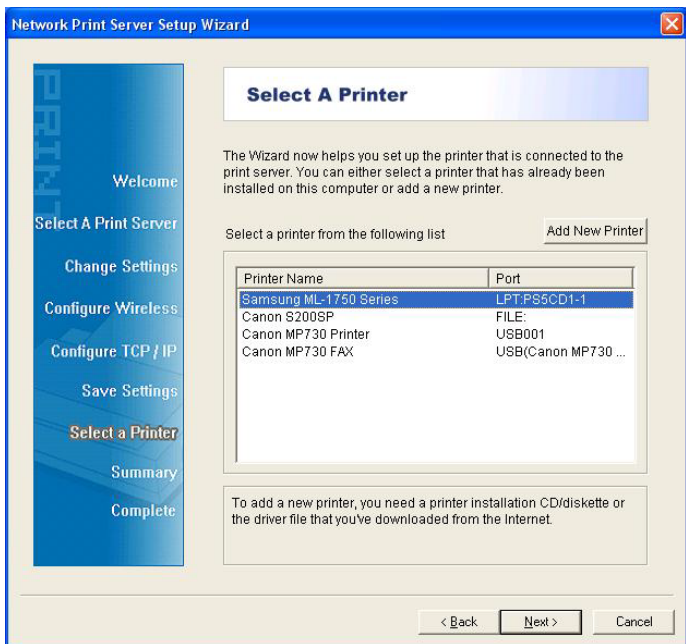 Network Print Server Setup Wizard
PRINT
Welcome
Select A Print Server
Change Settings
Configure Wireless
Configure TCP / IP
Save Settings
Select a Printer
Summary
Complete
Select A Printer
The Wizard now helps you set up the printer that is connected to the
print server. You can either select a printer that has already been
installed on this computer or add a new printer.
Select a printer from the following list
Add New Printer
Printer Name Port
Samsung ML-1750 Series LPT:PS5CD1-1
Canon S200SP FILE:
Canon MP730 Printer USB001
Canon MP730 FAX USB(Canon MP730 ...
To add a new printer, you need a printer installation CD/diskette or
the driver file that you've downloaded from the Internet.
< Back Next > Cancel